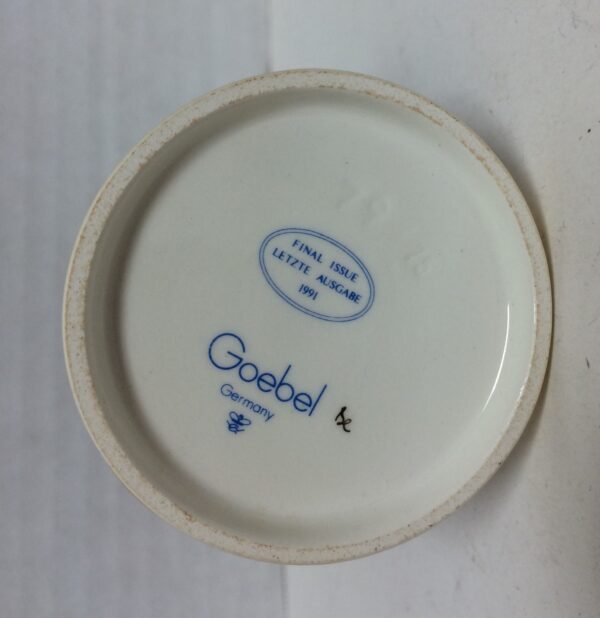 FINAL ISSUE
LETZTE AUSGABE
1991
Goebel
Germany